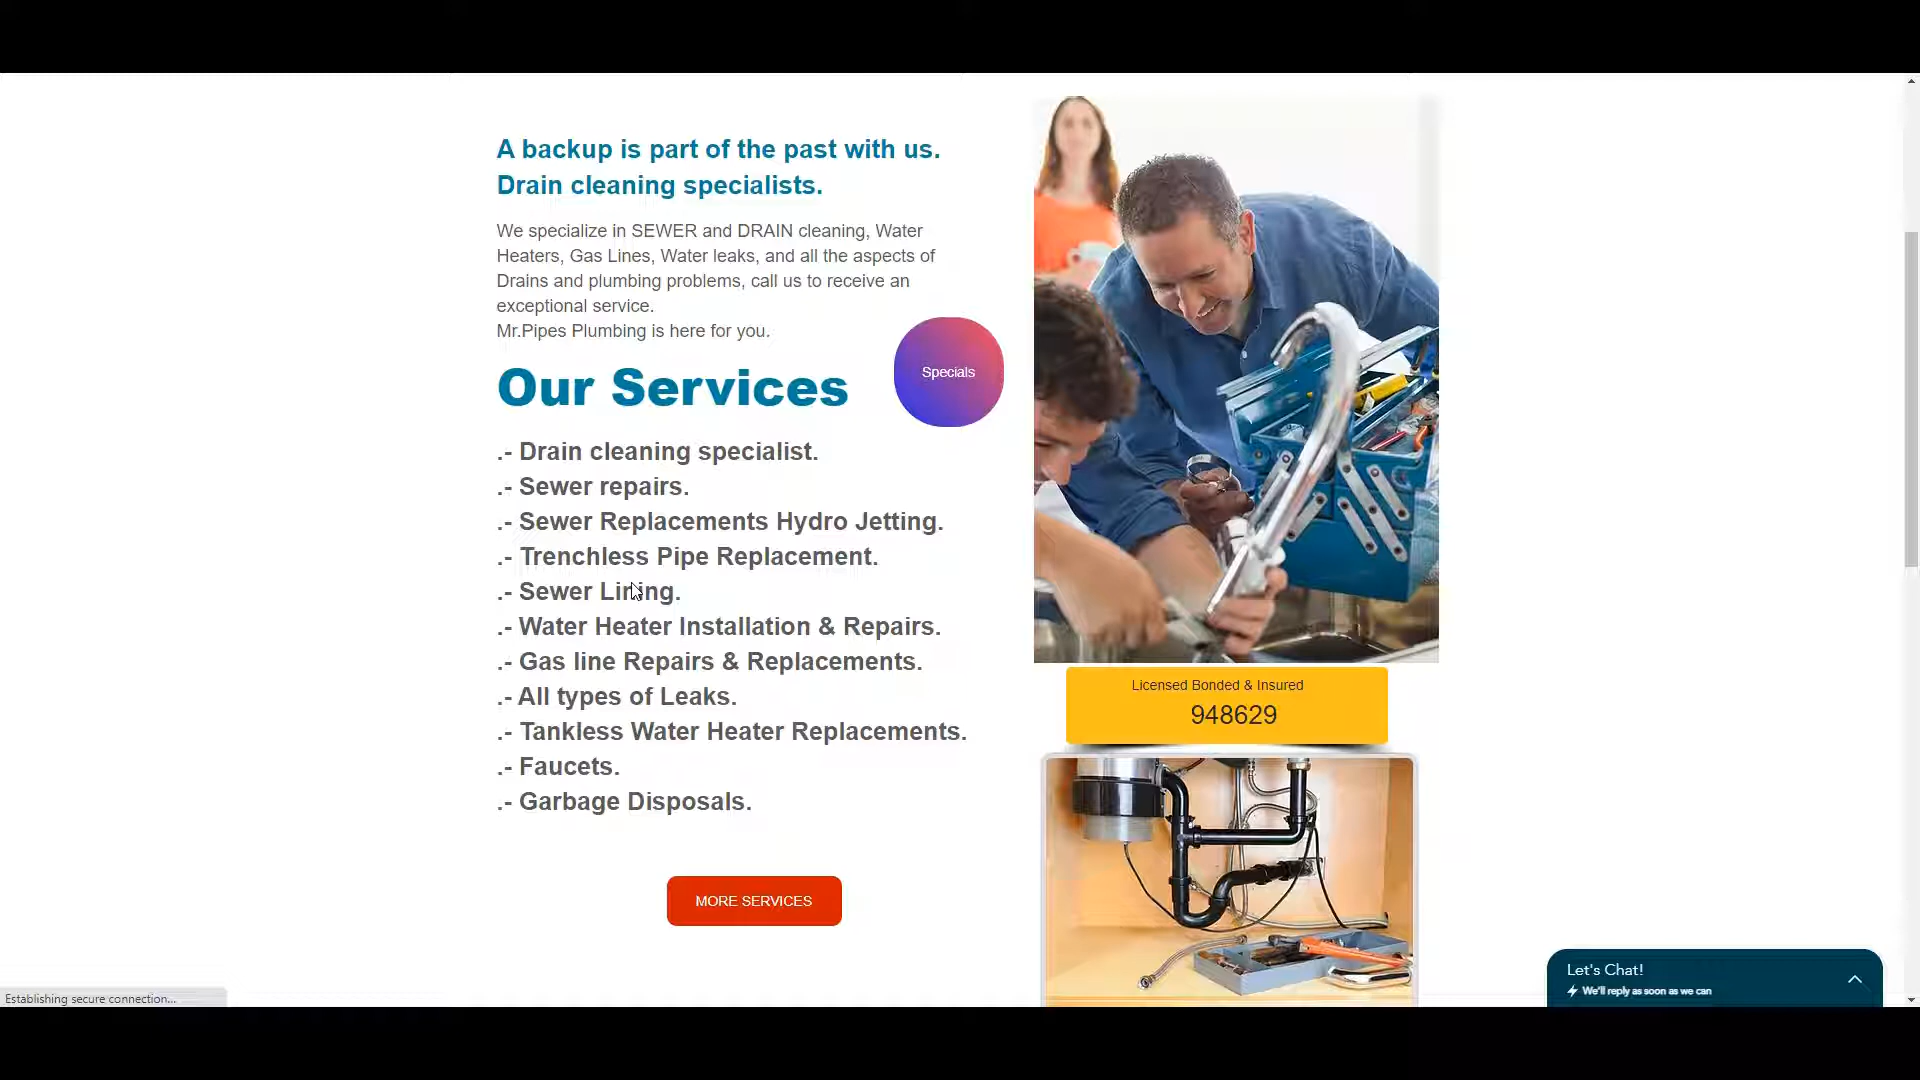 A backup is part of the past with us.
Drain cleaning specialists.
We specialize in SEWER and DRAIN cleaning, Water
Heaters, Gas Lines, Water leaks, and all the aspects of
Drains and plumbing problems, call us to receive an
exceptional service.
Mr.Pipes Plumbing is here for you.
Specials
Our Services
.- Drain cleaning specialist.
.- Sewer repairs.
.- Sewer Replacements Hydro Jetting.
.- Trenchless Pipe Replacement.
.- Sewer Lining.
.- Water Heater Installation & Repairs.
.- Gas line Repairs & Replacements.
.- All types of Leaks.
.- Tankless Water Heater Replacements.
.- Faucets.
.- Garbage Disposals.
MORE SERVICES
Licensed Bonded & Insured
948629
Let's Chat!
We'll reply as soon as we can
Establishing secure connection...